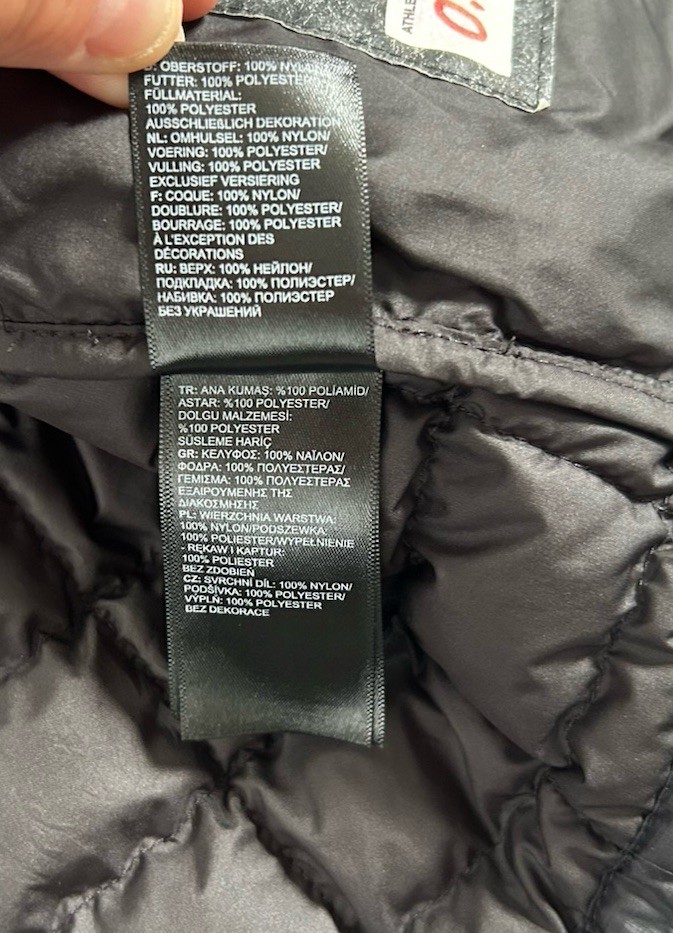 ATHLE
0.
D: OBERSTOFF: 100% NYLON/
FUTTER: 100% POLYESTER/
FÜLLMATERIAL:
100% POLYESTER
AUSSCHLIEßLICH DEKORATION
NL: OMHULSEL: 100% NYLON/
VOERING: 100% POLYESTER/
VULLING: 100% POLYESTER
EXCLUSIEF VERSIERING
F: COQUE: 100% NYLON/
DOUBLURE: 100% POLYESTER/
BOURRAGE: 100% POLYESTER
À L'EXCEPTION DES
DÉCORATIONS
RU: ВЕРХ: 100% НЕЙЛОН/
ПОДКЛАДКА: 100% ПОЛИЭСТЕР/
НАБИВКА: 100% ПОЛИЭСТЕР
БЕЗ УКРАШЕНИЙ
TR: ANA KUMAŞ: %100 POLİAMİD/
ASTAR: %100 POLYESTER/
DOLGU MALZEMESİ:
%100 POLYESTER
SÜSLEME HARİÇ
GR: ΚΕΛΥΦΟΣ: 100% ΝΑΪΛΟΝ/
ΦΟΔΡΑ: 100% ΠΟΛΥΕΣΤΕΡΑΣ/
ΓΕΜΙΣΜΑ: 100% ΠΟΛΥΕΣΤΕΡΑΣ
ΕΞΑΙΡΟΥΜΕΝΗΣ ΤΗΣ
ΔΙΑΚΟΣΜΗΣΗΣ
PL: WIERZCHNIA WARSTWA:
100% NYLON/PODSZEWKA:
100% POLIESTER/WYPEŁNIENIE
- RĘKAW I KAPTUR:
100% POLIESTER
BEZ ZDOBIEŃ
CZ: SVRCHNÍ DÍL: 100% NYLON/
PODŠÍVKA: 100% POLYESTER/
VÝPLŇ: 100% POLYESTER
BEZ DEKORACE